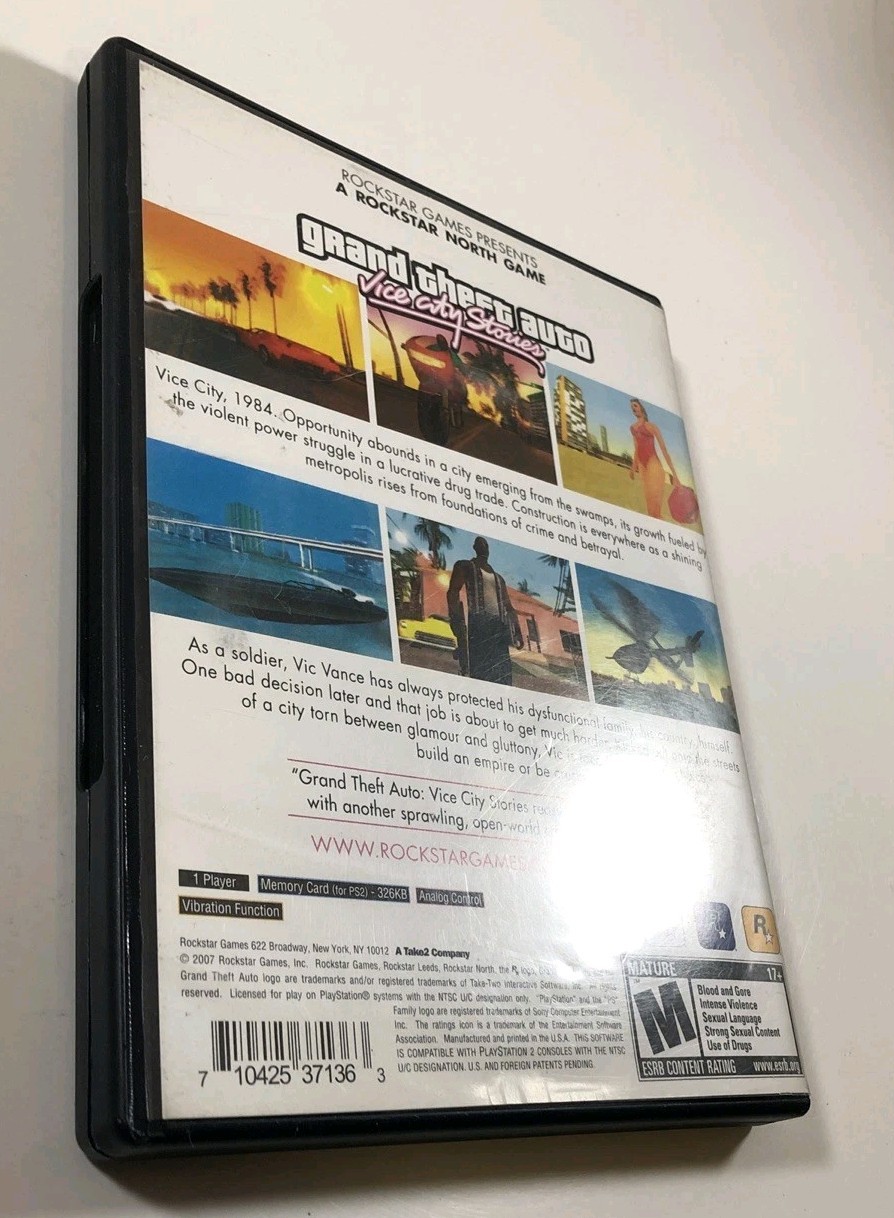 ROCKSTAR GAMES PRESENTS
A ROCKSTAR NORTH GAME
grand theft auto
Vice City Stories
Vice City, 1984. Opportunity abounds in a city emerging from the swamps, its growth fueled by
the violent power struggle in a lucrative drug trade. Construction is everywhere as a shining
metropolis rises from foundations of crime and betrayal.
As a soldier, Vic Vance has always protected his dysfunctional family, his country, himself.
One bad decision later and that job is about to get much harder. the streets
of a city torn between glamour and gluttony, Vic is
build an empire or be
"Grand Theft Auto: Vice City Stories
with another sprawling, open-world
WWW.ROCKSTARGAMES
1 Player
Memory Card (for PS2) - 326KB
Analog Control
Vibration Function
R
R
Rockstar Games 622 Broadway, New York, NY 10012 A Take2 Company
© 2007 Rockstar Games, Inc. Rockstar Games, Rockstar Leeds, Rockstar North, the R logo,
Grand Theft Auto logo are trademarks and/or registered trademarks of Take-Two Interactive Software, Inc. All rights
reserved. Licensed for play on PlayStation® systems with the NTSC U/C designation only. "PlayStation" and the "PS"
Family logo are registered trademarks of Sony Computer Entertainment
Inc. The ratings icon is a trademark of the Entertainment Software
Association. Manufactured and printed in the U.S.A. THIS SOFTWARE
IS COMPATIBLE WITH PLAYSTATION 2 CONSOLES WITH THE NTSC
U/C DESIGNATION. U.S. AND FOREIGN PATENTS PENDING.
7 10425 37136 3
MATURE 17+
M
Blood and Gore
Intense Violence
Sexual Language
Strong Sexual Content
Use of Drugs
ESRB CONTENT RATING www.esrb.org